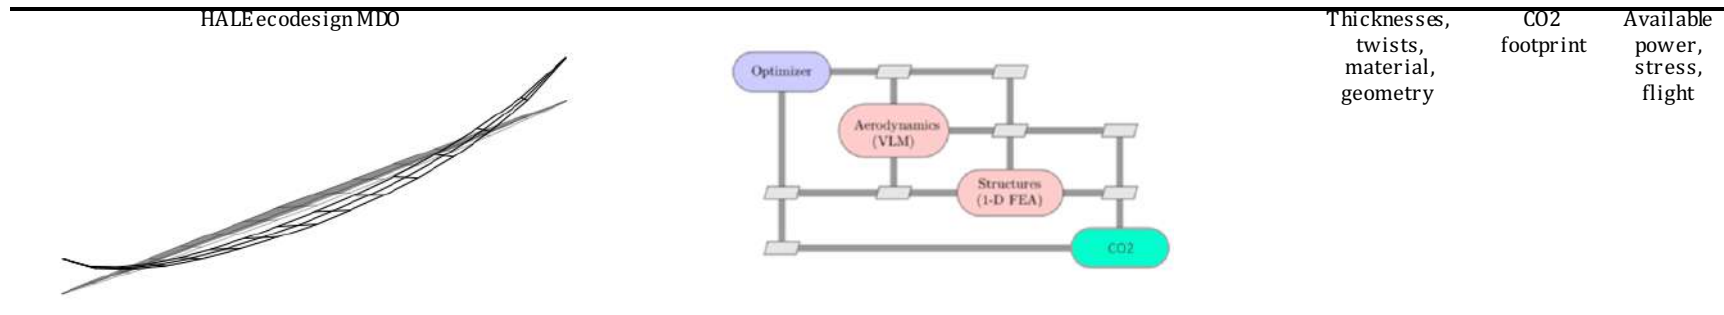 HALE ecodesign MDO
Optimizer
Aerodynamics
(VLM)
Structures
(1-D FEA)
CO2
Thicknesses,
twists,
material,
geometry
CO2
footprint
Available
power,
stress,
flight